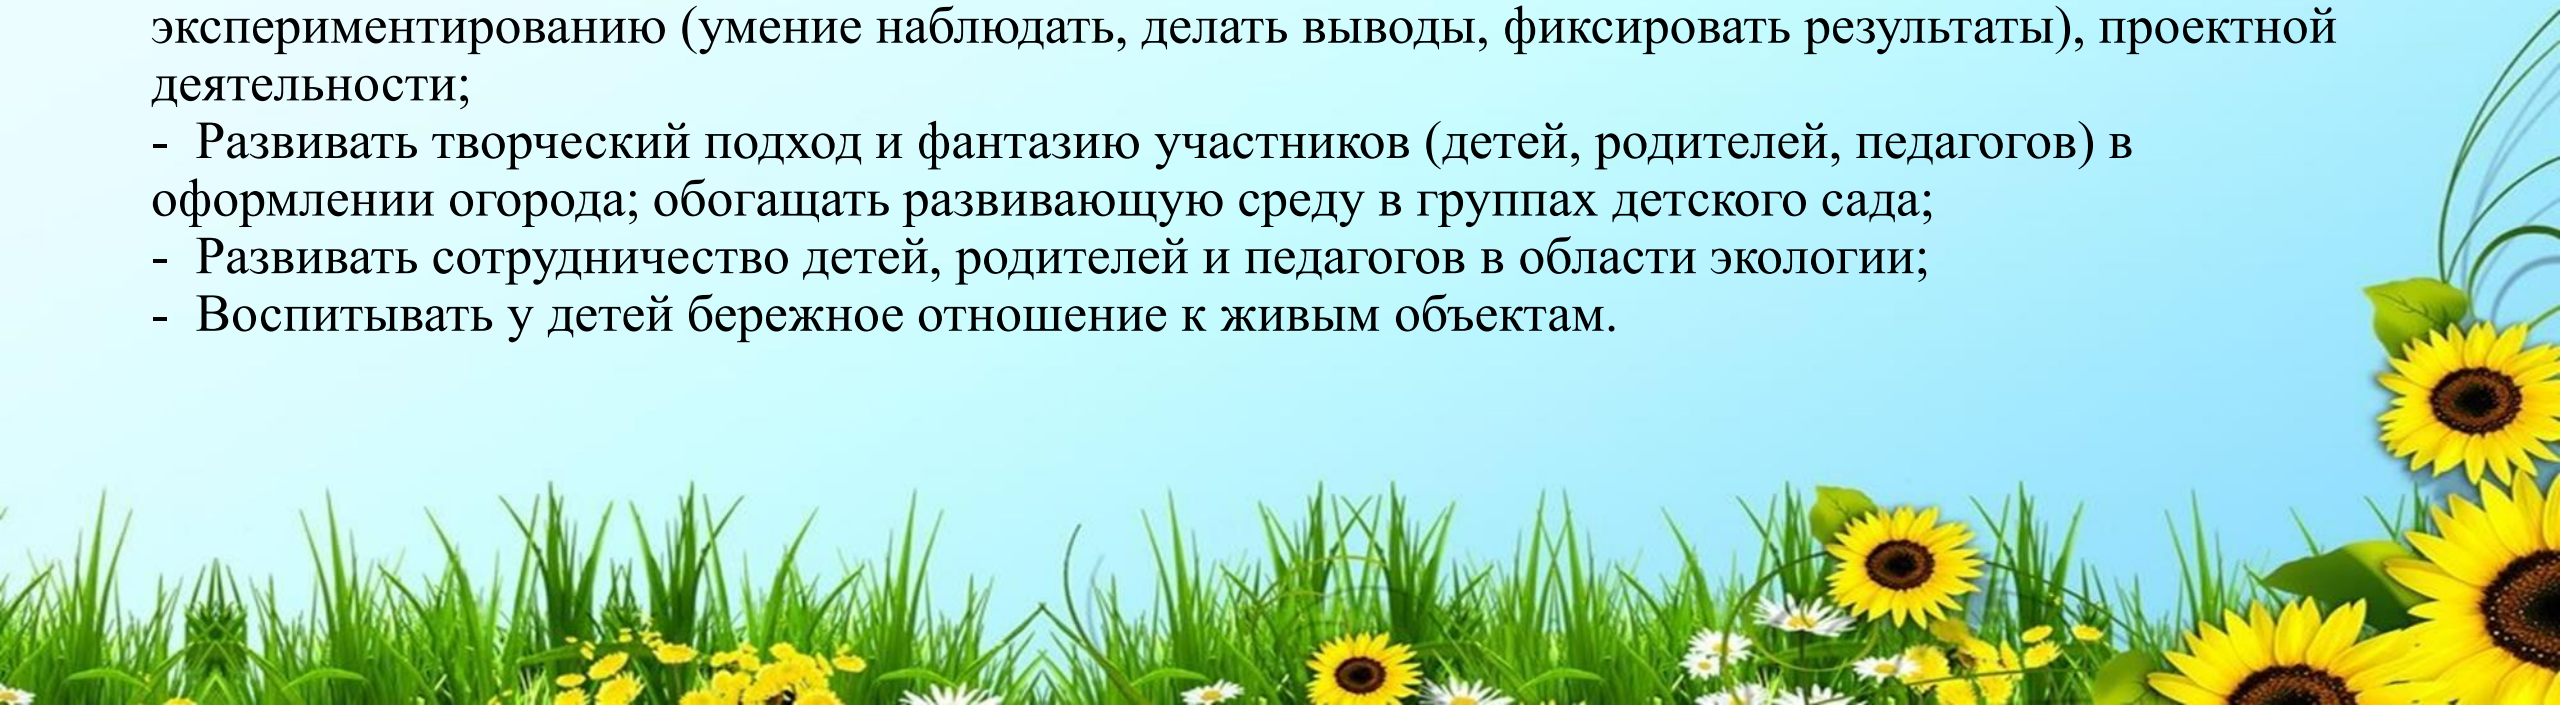 экспериментированию (умение наблюдать, делать выводы, фиксировать результаты), проектной
деятельности;
- Развивать творческий подход и фантазию участников (детей, родителей, педагогов) в
оформлении огорода; обогащать развивающую среду в группах детского сада;
- Развивать сотрудничество детей, родителей и педагогов в области экологии;
- Воспитывать у детей бережное отношение к живым объектам.